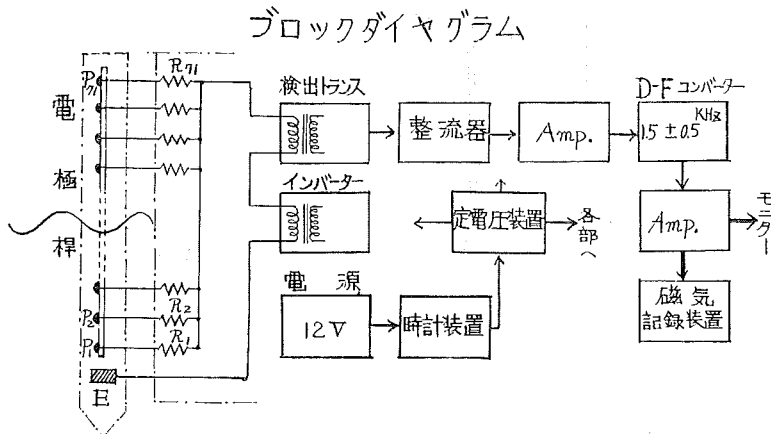 ブロックダイヤグラム
P71
R71
電極桿
R2
P2
R1
P1
E
検出トランス
整流器
Amp.
D-Fコンバーター
1.5 ± 0.5 KHz
インバーター
定電圧装置
各部へ
Amp.
モニター
電源
12V
時計装置
磁気
記録装置